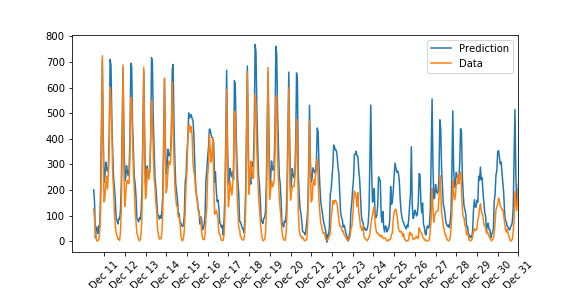 800
700
600
500
400
300
200
100
0
Prediction
Data
Dec 11
Dec 12
Dec 13
Dec 14
Dec 15
Dec 16
Dec 17
Dec 18
Dec 19
Dec 20
Dec 21
Dec 22
Dec 23
Dec 24
Dec 25
Dec 26
Dec 27
Dec 28
Dec 29
Dec 30
Dec 31